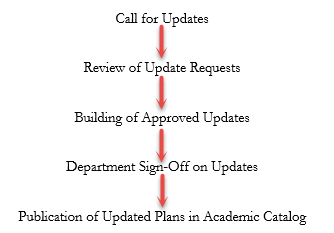 Call for Updates
Review of Update Requests
Building of Approved Updates
Department Sign-Off on Updates
Publication of Updated Plans in Academic Catalog